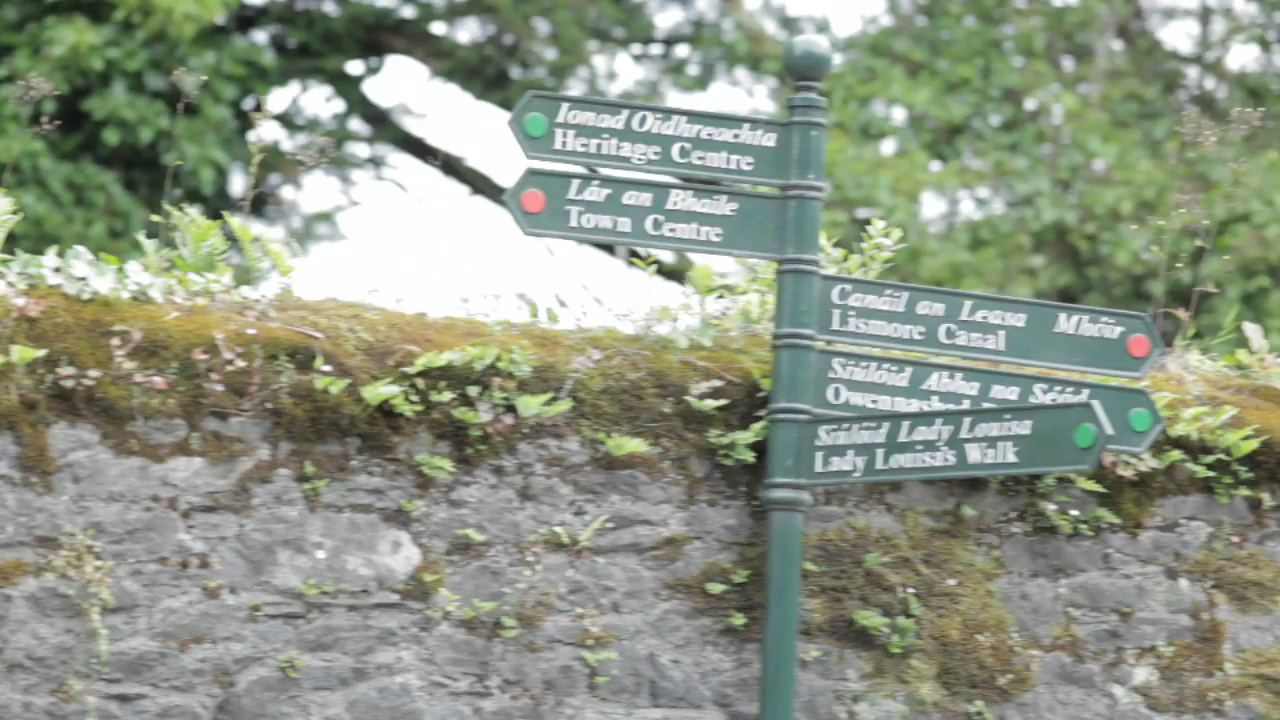 Ionad Oidhreachta
Heritage Centre
Lár an Bhaile
Town Centre
Canáil an Leasa Mhóir
Lismore Canal
Siúlóid Abha na Séad
Siúlóid Lady Louisa
Lady Louisa's Walk